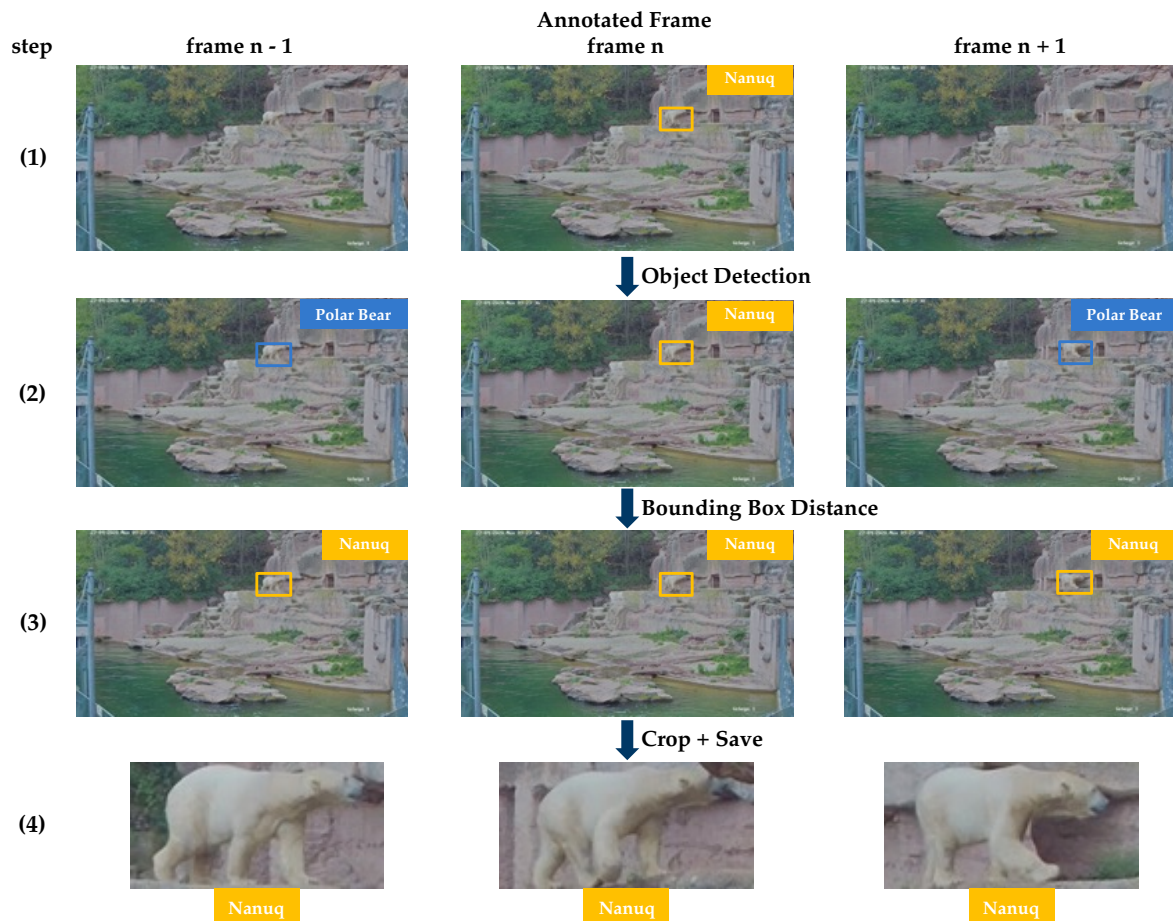 Annotated Frame
step
frame n - 1
frame n
frame n + 1
Nanuq
(1)
Object Detection
Polar Bear
Nanuq
Polar Bear
(2)
Bounding Box Distance
Nanuq
Nanuq
Nanuq
(3)
Crop + Save
(4)
Nanuq
Nanuq
Nanuq